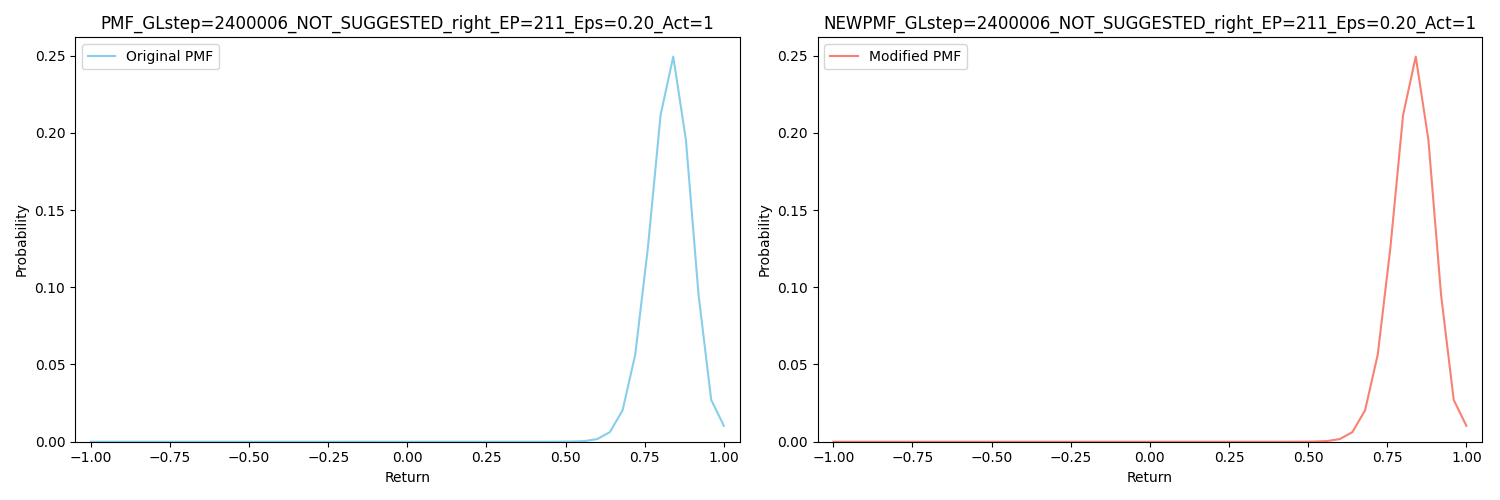 PMF_GLstep=2400006_NOT_SUGGESTED_right_EP=211_Eps=0.20_Act=1
Original PMF
Probability
0.25
0.20
0.15
0.10
0.05
0.00
−1.00 −0.75 −0.50 −0.25 0.00 0.25 0.50 0.75 1.00
Return
NEWPMF_GLstep=2400006_NOT_SUGGESTED_right_EP=211_Eps=0.20_Act=1
Modified PMF
Probability
0.25
0.20
0.15
0.10
0.05
0.00
−1.00 −0.75 −0.50 −0.25 0.00 0.25 0.50 0.75 1.00
Return